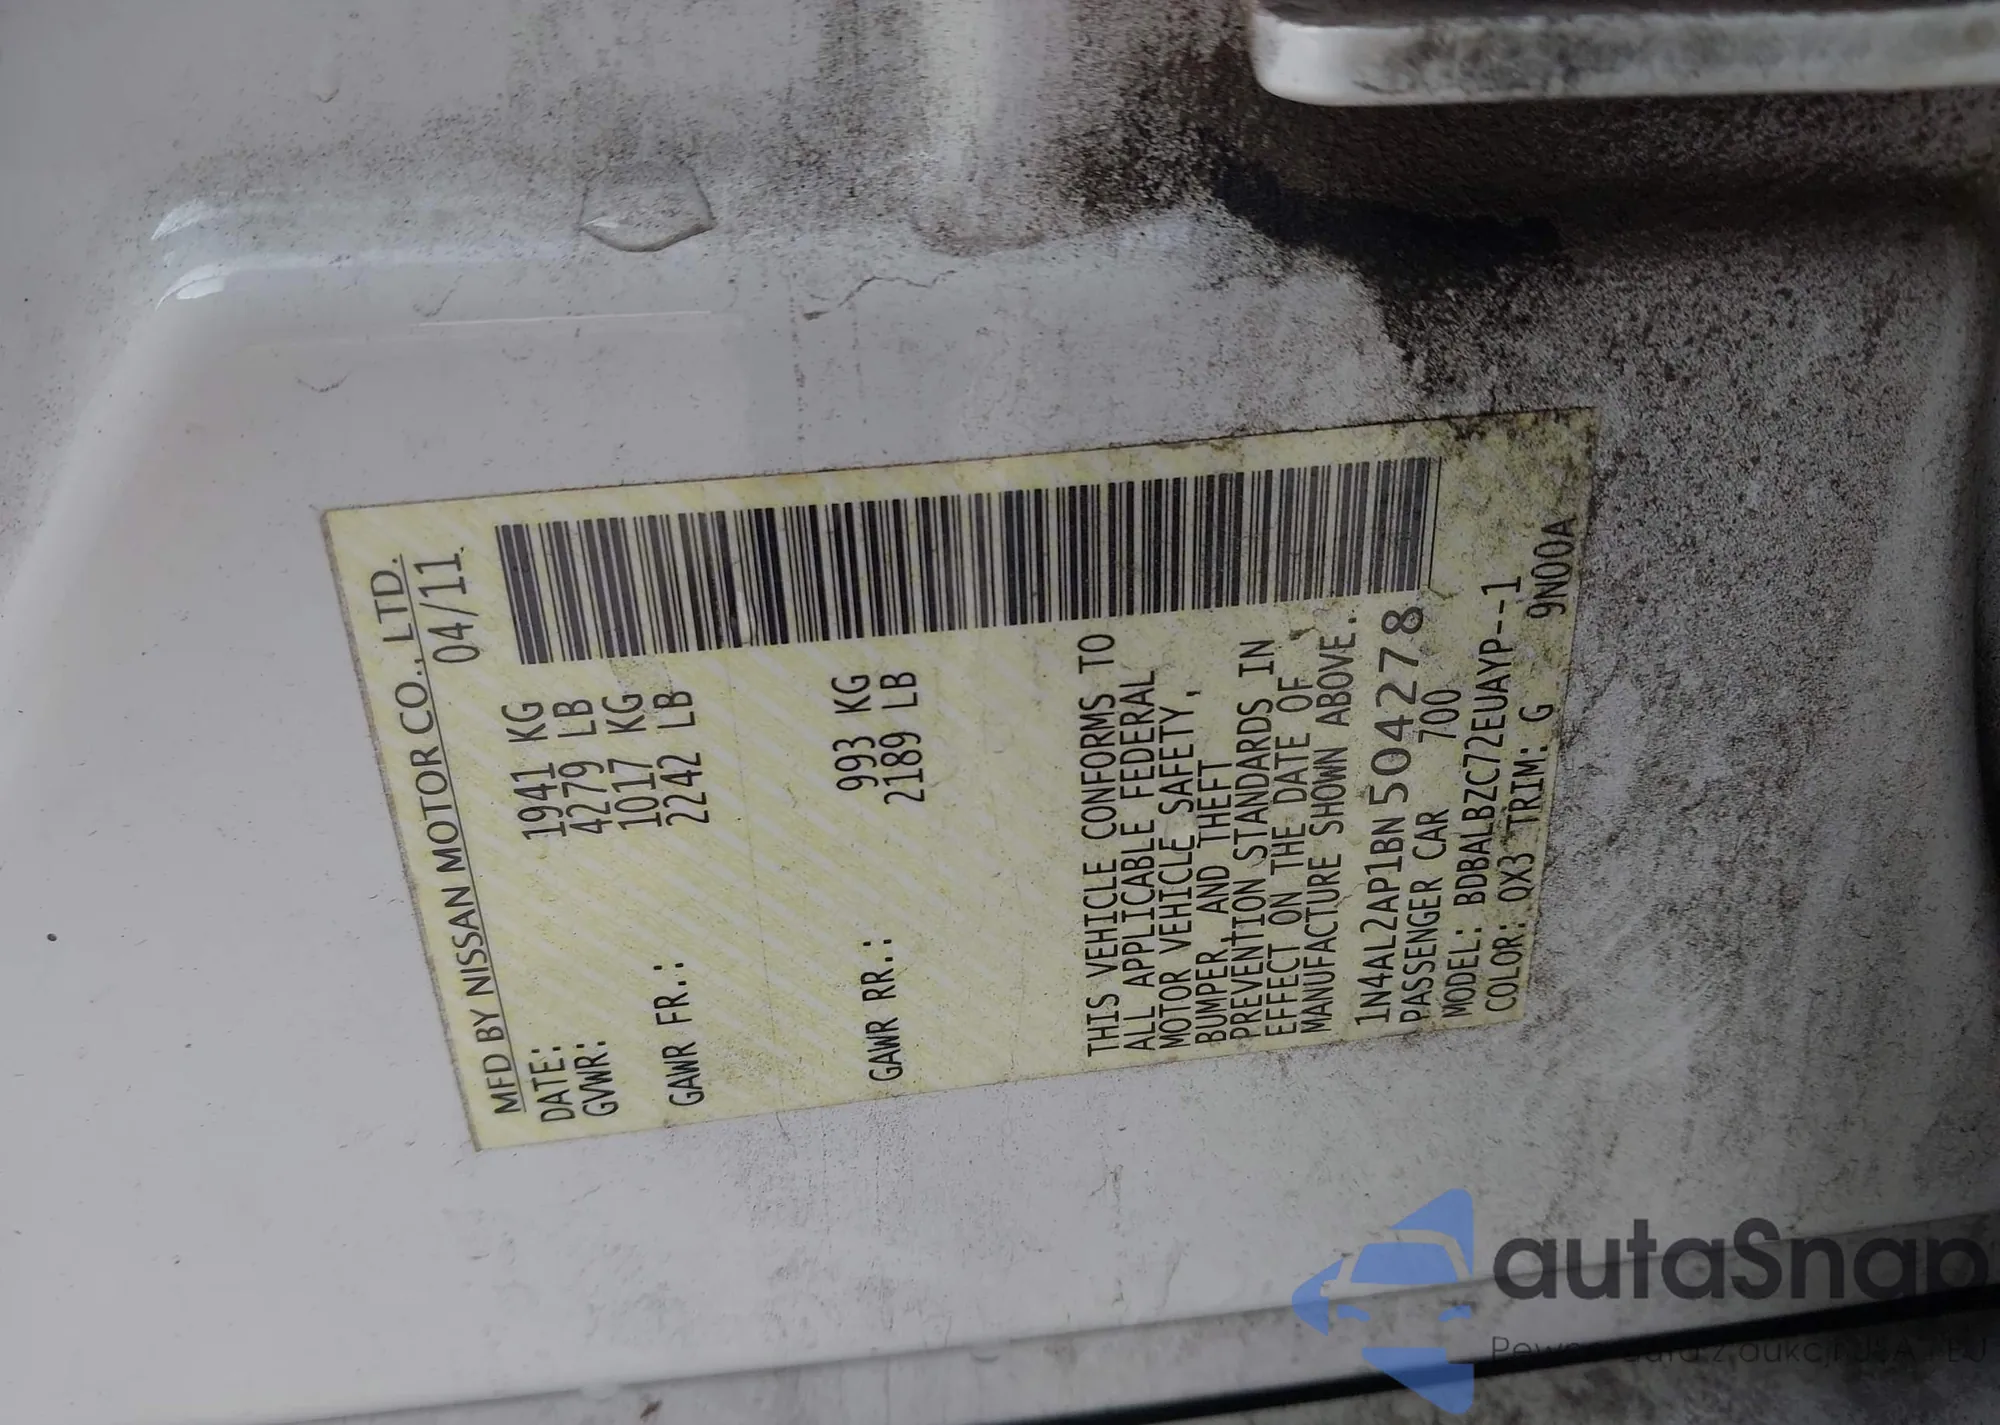 MFD BY NISSAN MOTOR CO., LTD.
DATE: 04/11
GVWR: 1941 KG
4279 LB
GAWR FR.: 1017 KG
2242 LB
GAWR RR.: 993 KG
2189 LB
THIS VEHICLE CONFORMS TO
ALL APPLICABLE FEDERAL
MOTOR VEHICLE SAFETY,
BUMPER, AND THEFT
PREVENTION STANDARDS IN
EFFECT ON THE DATE OF
MANUFACTURE SHOWN ABOVE.
1N4AL2AP1BN504278
PASSENGER CAR 700
MODEL: BDBALBZC72EUAYP--1
COLOR: QX3 TRIM: G 9N00A
autaSnap